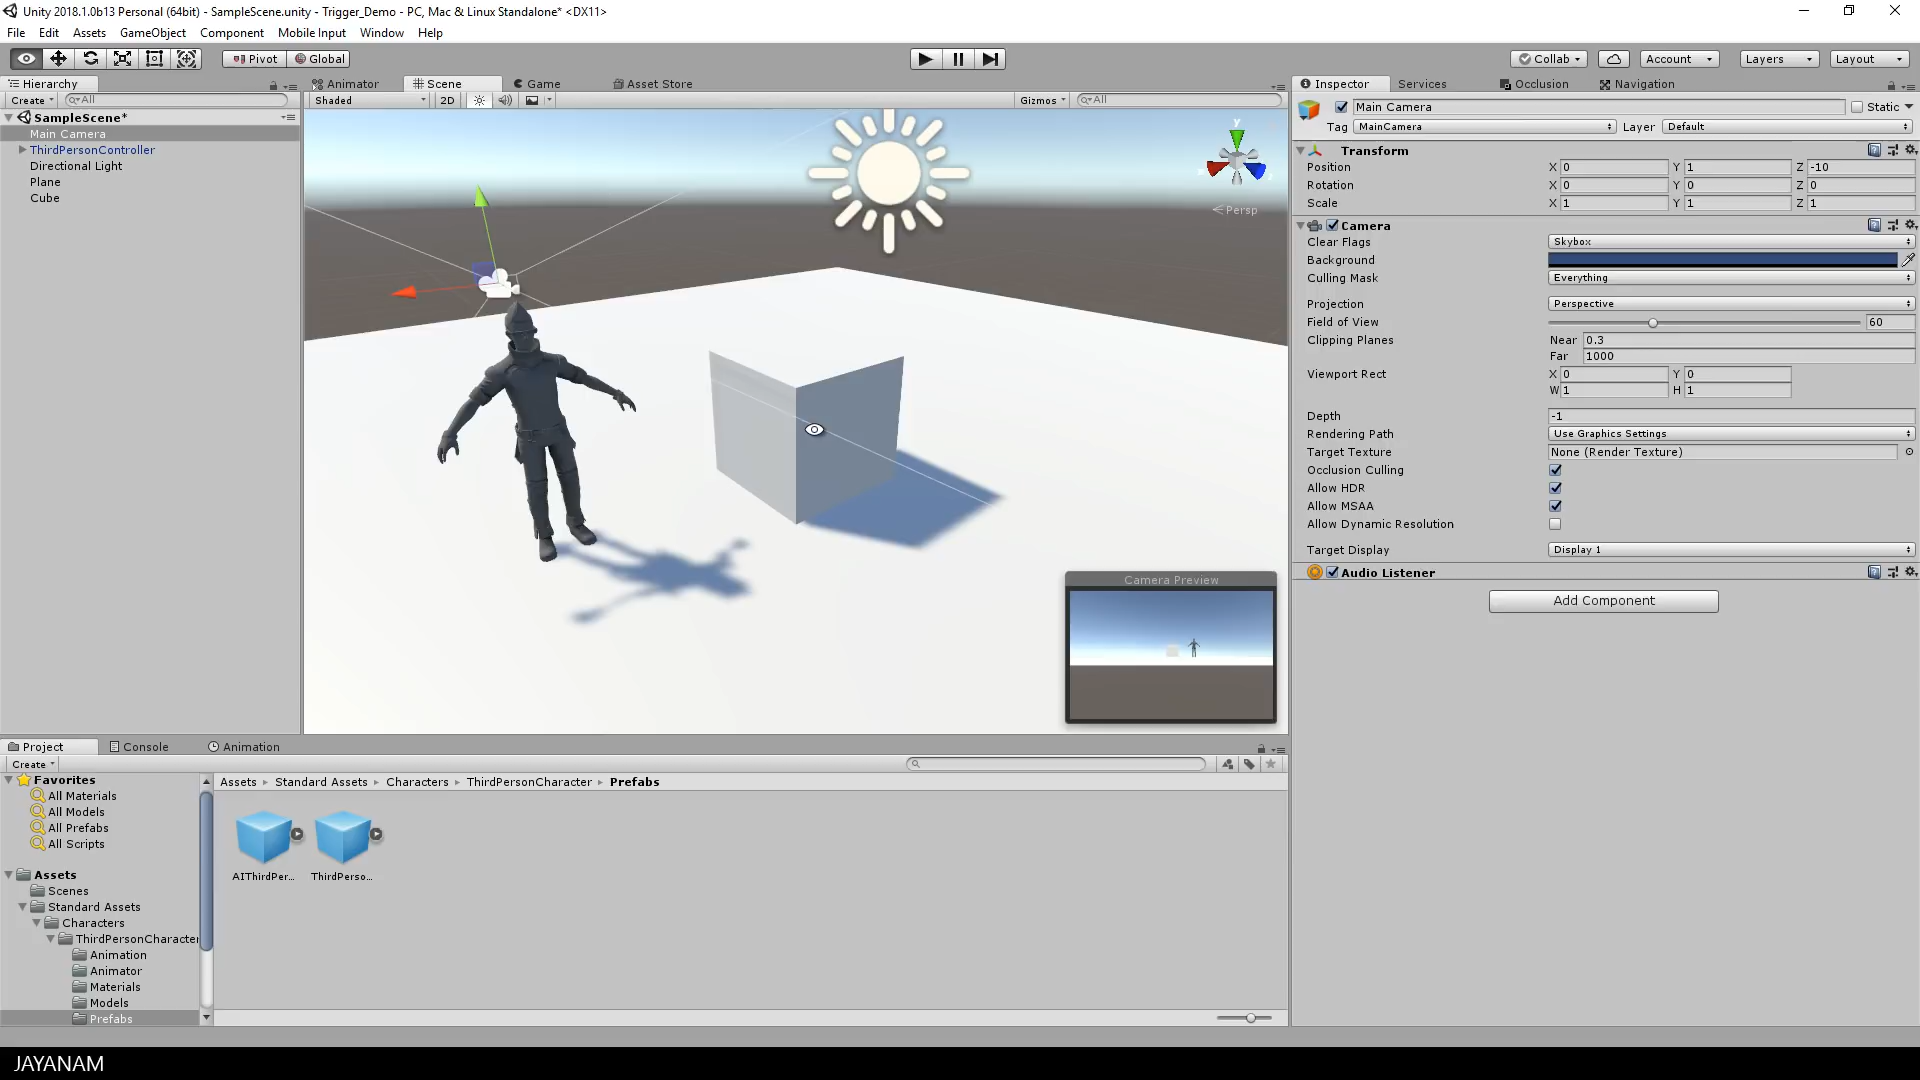 Unity 2018.1.0b13 Personal (64bit) - SampleScene.unity - Trigger_Demo - PC, Mac & Linux Standalone* <DX11>
File Edit Assets GameObject Component Mobile Input Window Help
Pivot Global Collab Account Layers Layout
Hierarchy
Create All
SampleScene*
Main Camera
ThirdPersonController
Directional Light
Plane
Cube
Animator Scene Game Asset Store
Shaded 2D Gizmos All
y
Persp
Camera Preview
Inspector Services Occlusion Navigation
Main Camera Static
Tag MainCamera Layer Default
Transform
Position X 0 Y 1 Z -10
Rotation X 0 Y 0 Z 0
Scale X 1 Y 1 Z 1
Camera
Clear Flags Skybox
Background
Culling Mask Everything
Projection Perspective
Field of View 60
Clipping Planes Near 0.3
Far 1000
Viewport Rect X 0 Y 0
W 1 H 1
Depth -1
Rendering Path Use Graphics Settings
Target Texture None (Render Texture)
Occlusion Culling
Allow HDR
Allow MSAA
Allow Dynamic Resolution
Target Display Display 1
Audio Listener
Add Component
Project Console Animation
Create
Favorites
All Materials
All Models
All Prefabs
All Scripts
Assets
Scenes
Standard Assets
Characters
ThirdPersonCharacter
Animation
Animator
Materials
Models
Prefabs
Assets Standard Assets Characters ThirdPersonCharacter Prefabs
AIThirdPer... ThirdPerso...
JAYANAM